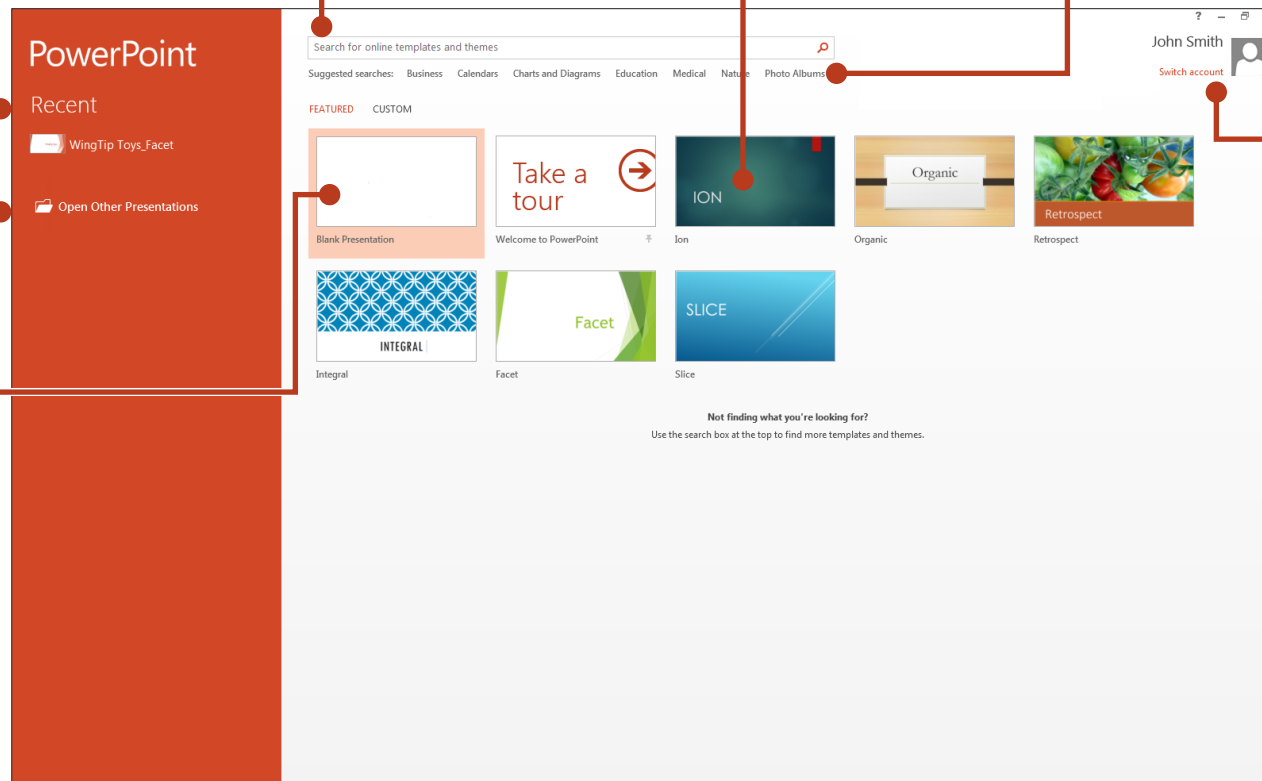 ? –
PowerPoint
John Smith
Search for online templates and themes
Switch account
Suggested searches: Business Calendars Charts and Diagrams Education Medical Nature Photo Albums
Recent
FEATURED CUSTOM
WingTip Toys_Facet
Open Other Presentations
Take a
tour
ION
Organic
Retrospect
Blank Presentation
Welcome to PowerPoint
Ion
Organic
Retrospect
INTEGRAL
Facet
SLICE
Integral
Facet
Slice
Not finding what you're looking for?
Use the search box at the top to find more templates and themes.